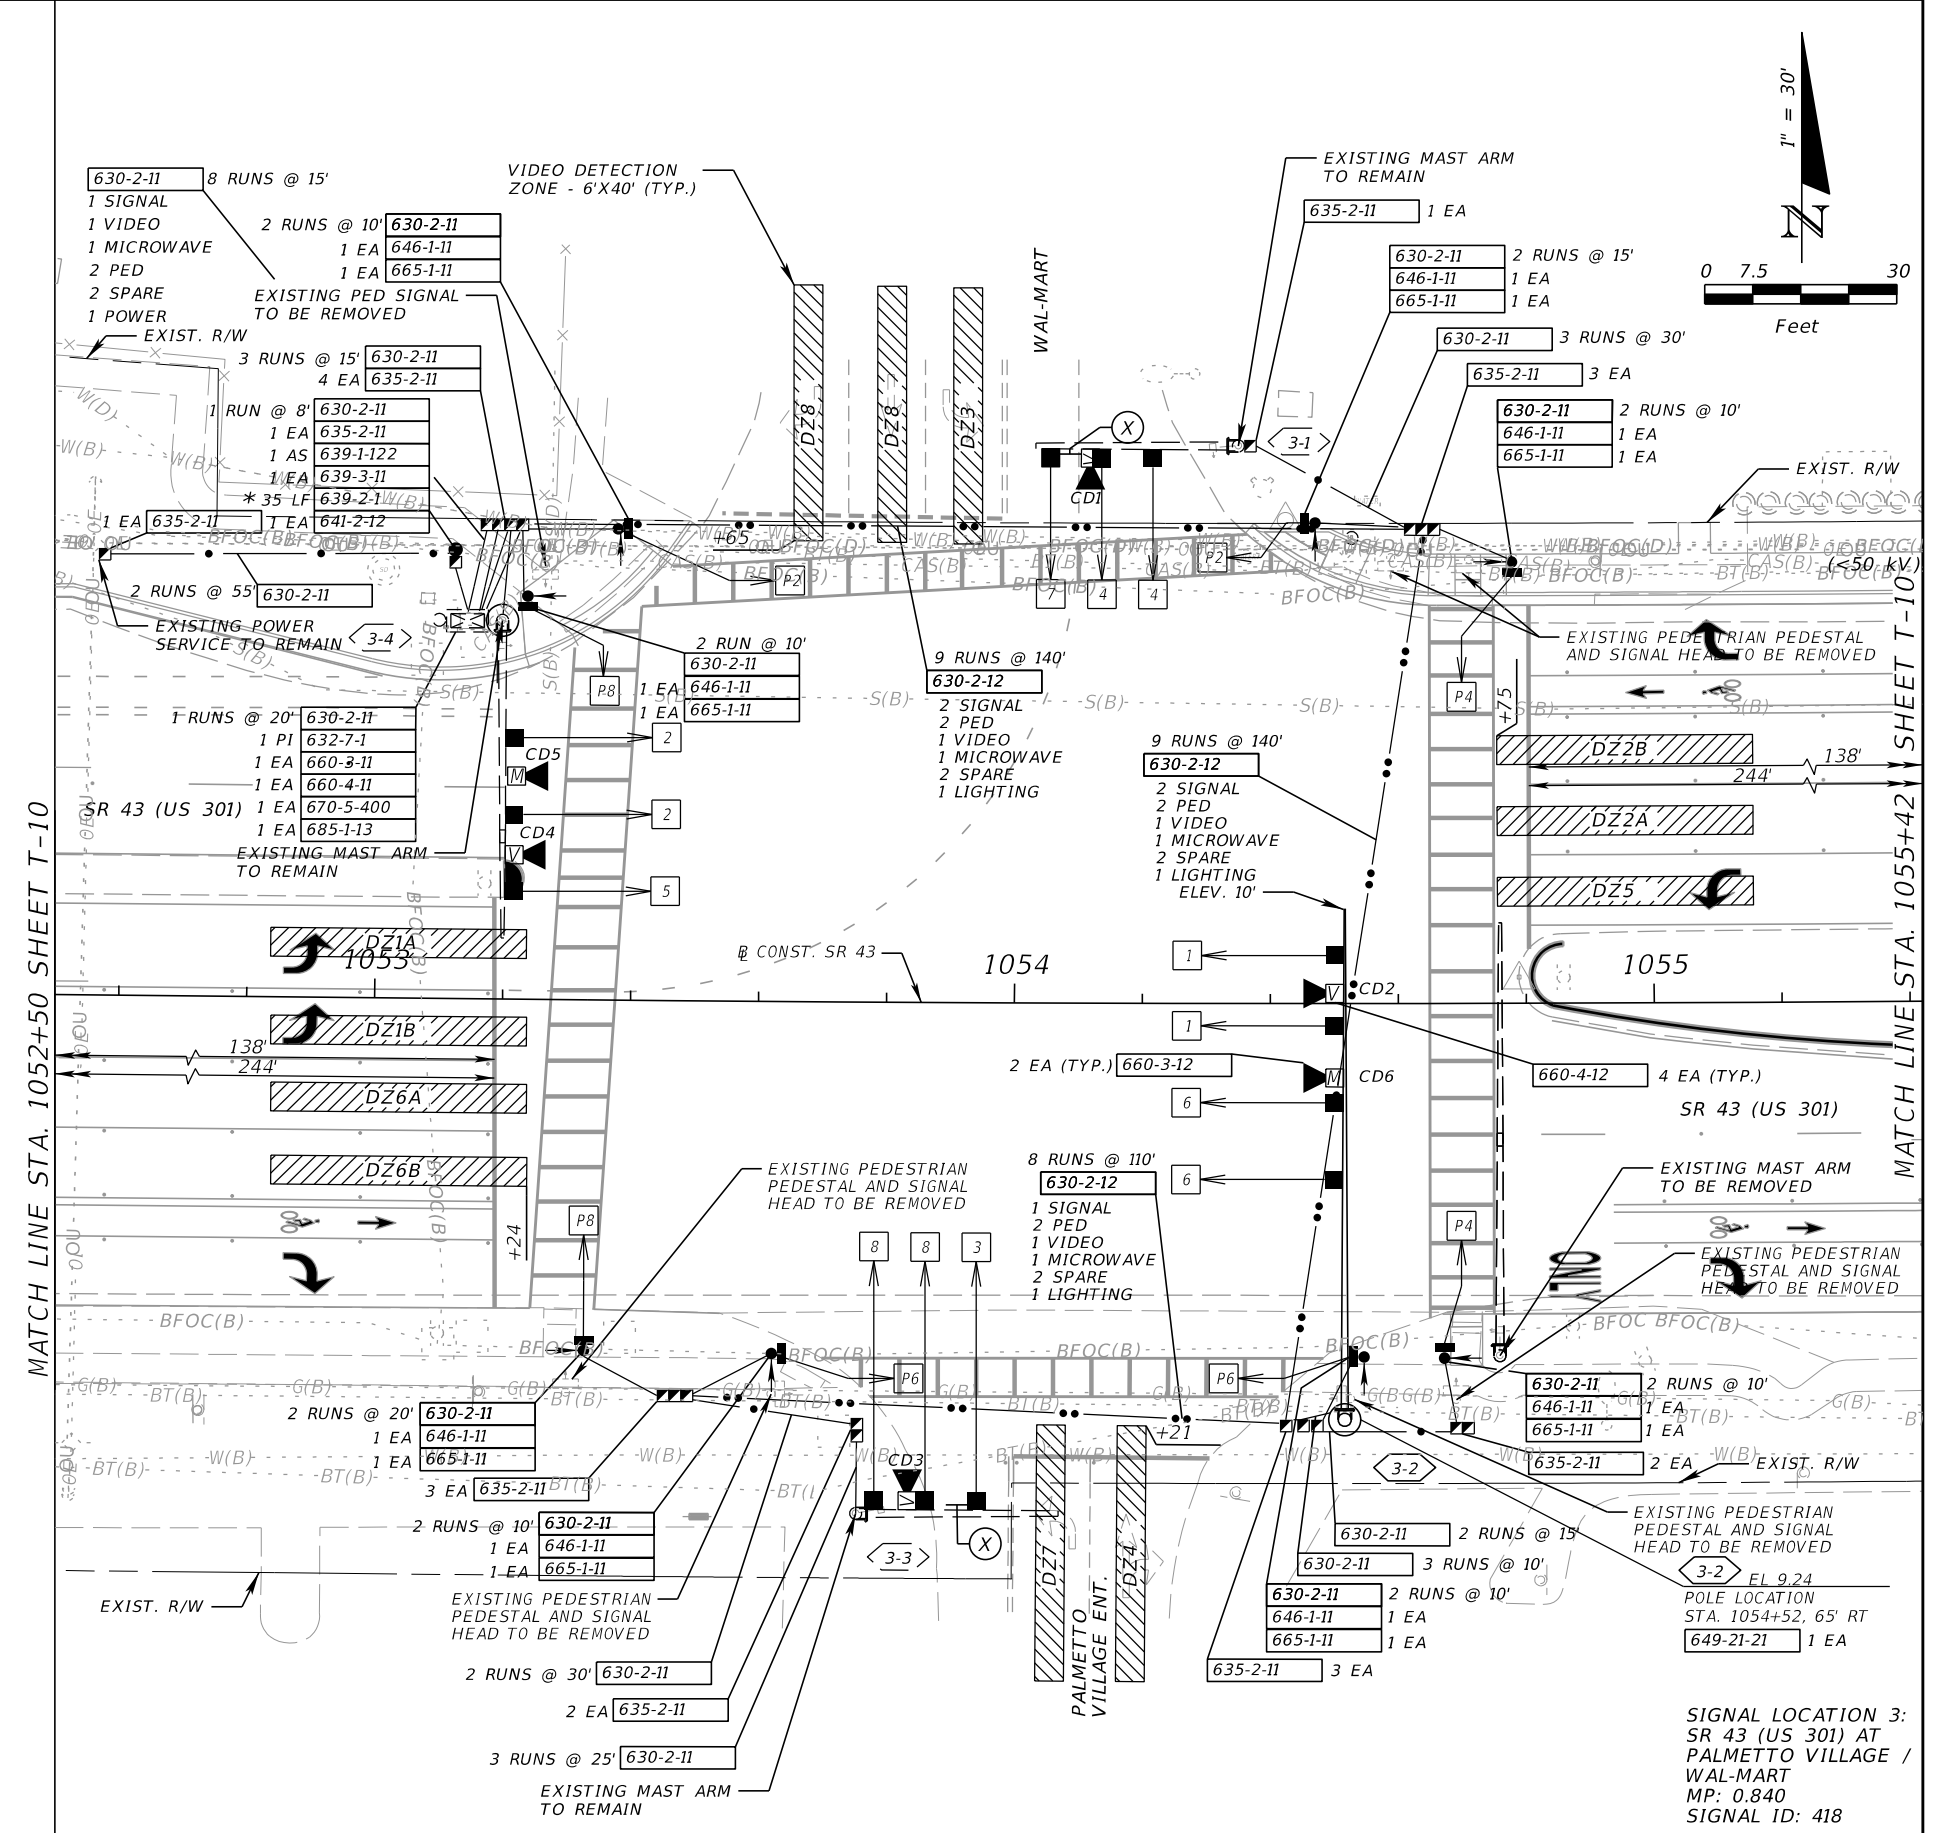 1" = 30'
N
0 7.5 30
Feet
630-2-11 8 RUNS @ 15'
1 SIGNAL
1 VIDEO
1 MICROWAVE
2 PED
2 SPARE
1 POWER
VIDEO DETECTION
ZONE - 6'X40' (TYP.)
2 RUNS @ 10' 630-2-11
1 EA 646-1-11
1 EA 665-1-11
EXISTING PED SIGNAL
TO BE REMOVED
EXIST. R/W
3 RUNS @ 15' 630-2-11
4 EA 635-2-11
1 RUN @ 8' 630-2-11
1 EA 635-2-11
1 AS 639-1-122
1 EA 639-3-11
* 35 LF 639-2-1
1 EA 641-2-12
1 EA 635-2-11
2 RUNS @ 55' 630-2-11
EXISTING POWER
SERVICE TO REMAIN
3-4
WAL-MART
EXISTING MAST ARM
TO REMAIN
635-2-11 1 EA
630-2-11 2 RUNS @ 15'
646-1-11 1 EA
665-1-11 1 EA
630-2-11 3 RUNS @ 30'
635-2-11 3 EA
630-2-11 2 RUNS @ 10'
646-1-11 1 EA
665-1-11 1 EA
EXIST. R/W
DZ8
DZ8
DZ3
X
3-1
CD1
7 4 4
+65
P2
P2
(<50 kV)
EXISTING PEDESTRIAN PEDESTAL
AND SIGNAL HEAD TO BE REMOVED
2 RUN @ 10'
630-2-11
1 EA 646-1-11
1 EA 665-1-11
P8
9 RUNS @ 140'
630-2-12
2 SIGNAL
2 PED
1 VIDEO
1 MICROWAVE
2 SPARE
1 LIGHTING
P4
+75
1 RUNS @ 20' 630-2-11
1 PI 632-7-1
1 EA 660-3-11
1 EA 660-4-11
1 EA 670-5-400
1 EA 685-1-13
SR 43 (US 301)
EXISTING MAST ARM
TO REMAIN
2
CD5
M
2
CD4
V
5
9 RUNS @ 140'
630-2-12
2 SIGNAL
2 PED
1 VIDEO
1 MICROWAVE
2 SPARE
1 LIGHTING
ELEV. 10'
DZ2B
138'
244'
DZ2A
DZ5
MATCH LINE STA. 1052+50 SHEET T-10
MATCH LINE STA. 1055+42 SHEET T-10
DZ1A
1053
DZ1B
138'
244'
DZ6A
DZ6B
CONST. SR 43
1054
1055
1
V CD2
1
2 EA (TYP.) 660-3-12
M CD6
6
6
660-4-12 4 EA (TYP.)
SR 43 (US 301)
+24
P8
EXISTING PEDESTRIAN
PEDESTAL AND SIGNAL
HEAD TO BE REMOVED
8 RUNS @ 110'
630-2-12
1 SIGNAL
2 PED
1 VIDEO
1 MICROWAVE
2 SPARE
1 LIGHTING
8 8 3
P4
EXISTING MAST ARM
TO BE REMOVED
EXISTING PEDESTRIAN
PEDESTAL AND SIGNAL
HEAD TO BE REMOVED
BFOC(B)
BFOC(B)
BFOC(B)
BFOC(B)
BFOC(B)
BFOC BFOC(B)
P6
P6
2 RUNS @ 20' 630-2-11
1 EA 646-1-11
1 EA 665-1-11
3 EA 635-2-11
2 RUNS @ 10' 630-2-11
1 EA 646-1-11
1 EA 665-1-11
EXISTING PEDESTRIAN
PEDESTAL AND SIGNAL
HEAD TO BE REMOVED
2 RUNS @ 30' 630-2-11
2 EA 635-2-11
3 RUNS @ 25' 630-2-11
EXISTING MAST ARM
TO REMAIN
EXIST. R/W
CD3
3-3
X
+21
DZ7
DZ4
PALMETTO
VILLAGE ENT.
630-2-11 2 RUNS @ 10'
646-1-11 1 EA
665-1-11 1 EA
635-2-11 2 EA
EXIST. R/W
3-2
630-2-11 2 RUNS @ 15'
630-2-11 3 RUNS @ 10'
630-2-11 2 RUNS @ 10'
646-1-11 1 EA
665-1-11 1 EA
635-2-11 3 EA
EXISTING PEDESTRIAN
PEDESTAL AND SIGNAL
HEAD TO BE REMOVED
3-2 EL 9.24
POLE LOCATION
STA. 1054+52, 65' RT
649-21-21 1 EA
SIGNAL LOCATION 3:
SR 43 (US 301) AT
PALMETTO VILLAGE /
WAL-MART
MP: 0.840
SIGNAL ID: 418